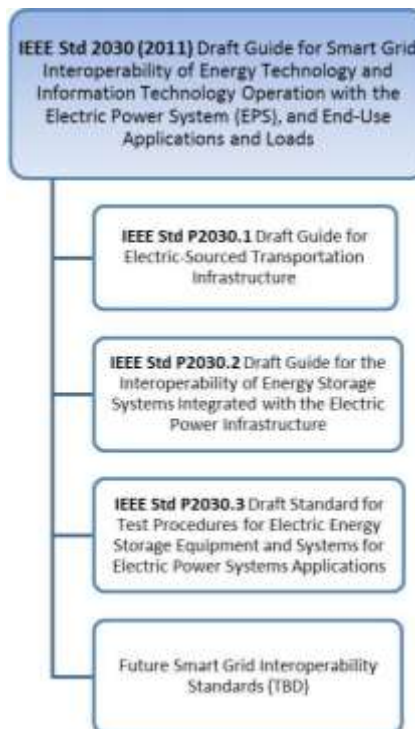 IEEE Std 2030 (2011) Draft Guide for Smart Grid
Interoperability of Energy Technology and
Information Technology Operation with the
Electric Power System (EPS), and End-Use
Applications and Loads
IEEE Std P2030.1 Draft Guide for
Electric-Sourced Transportation
Infrastructure
IEEE Std P2030.2 Draft Guide for the
Interoperability of Energy Storage
Systems Integrated with the Electric
Power Infrastructure
IEEE Std P2030.3 Draft Standard for
Test Procedures for Electric Energy
Storage Equipment and Systems for
Electric Power Systems Applications
Future Smart Grid Interoperability
Standards (TBD)